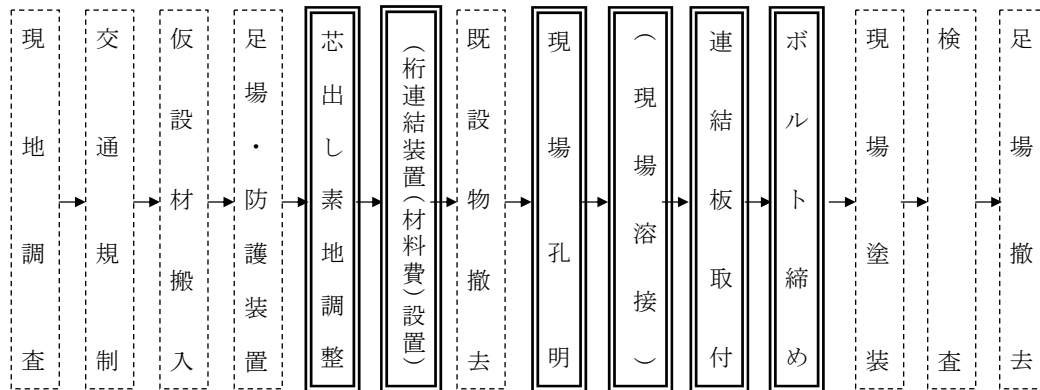 現地調査
交通規制
仮設材搬入
足場・防護装置
芯出し素地調整
（桁連結装置（材料費）設置）
既設物撤去
現場孔明
（現場溶接）
連結板取付
ボルト締め
現場塗装
検査
足場撤去